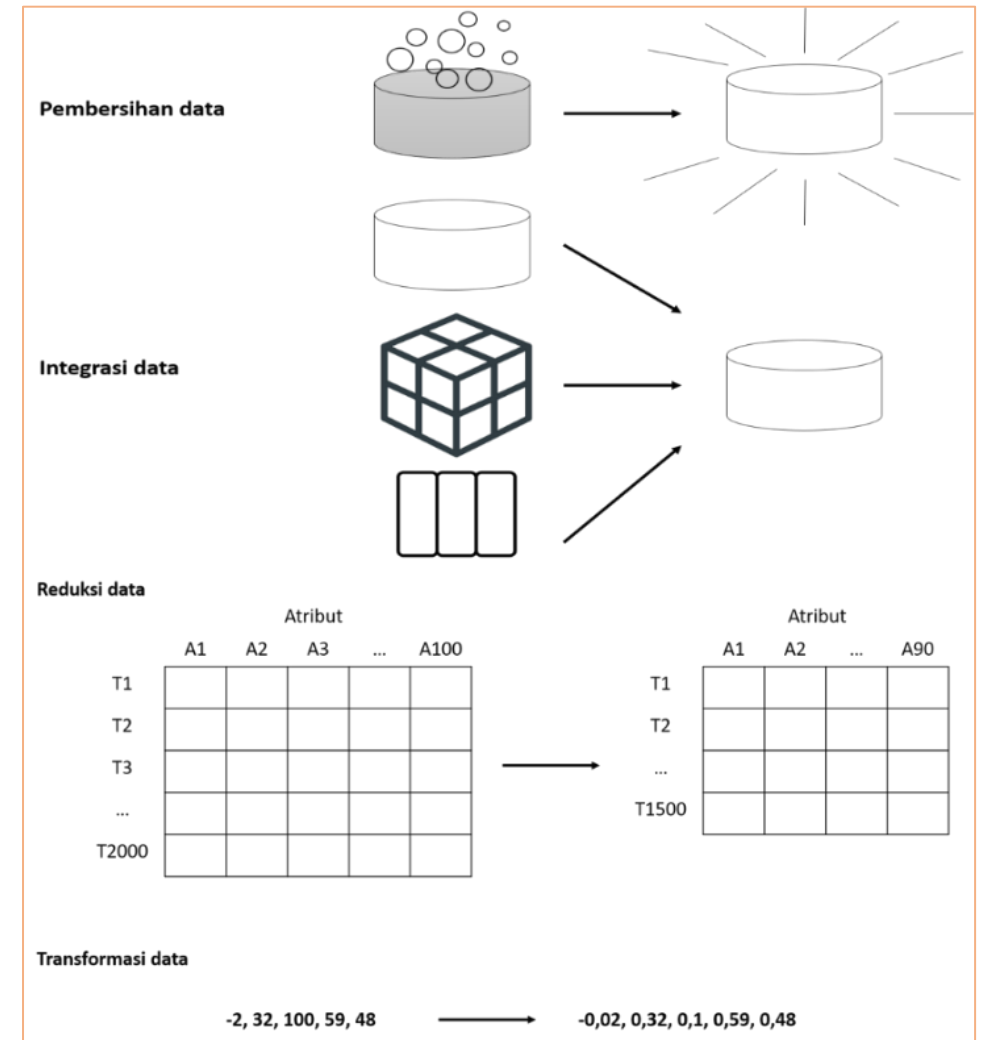 Pembersihan data
Integrasi data
Reduksi data
Atribut
A1 A2 A3 ... A100
T1
T2
T3
...
T2000
Atribut
A1 A2 ... A90
T1
T2
...
T1500
Transformasi data
-2, 32, 100, 59, 48
-0,02, 0,32, 0,1, 0,59, 0,48